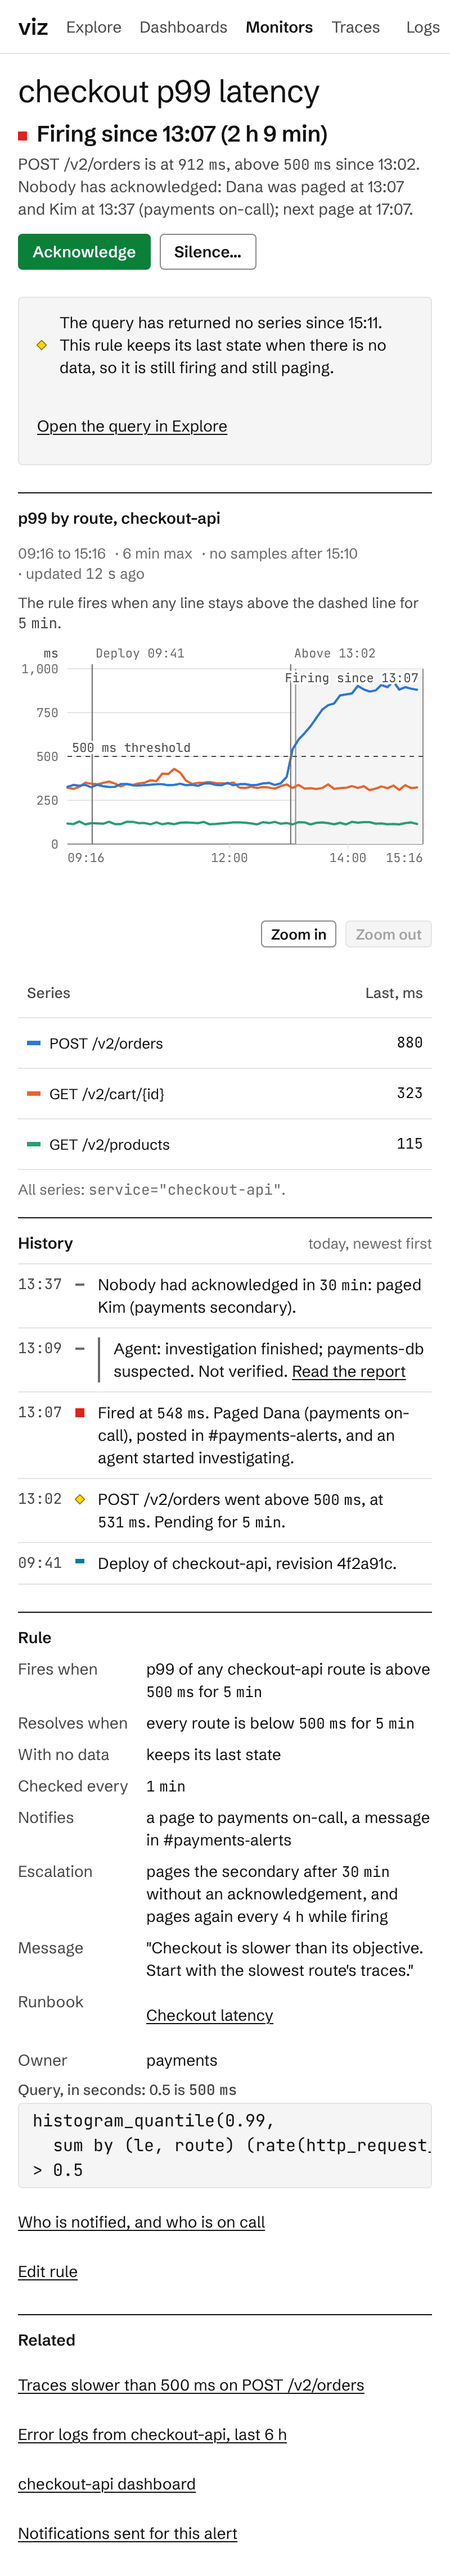 viz Explore Dashboards Monitors Traces Logs
checkout p99 latency
Firing since 13:07 (2 h 9 min)
POST /v2/orders is at 912 ms, above 500 ms since 13:02.
Nobody has acknowledged: Dana was paged at 13:07
and Kim at 13:37 (payments on-call); next page at 17:07.
Acknowledge Silence…
The query has returned no series since 15:11.
This rule keeps its last state when there is no
data, so it is still firing and still paging.
Open the query in Explore
p99 by route, checkout-api
09:16 to 15:16 · 6 min max · no samples after 15:10
· updated 12 s ago
The rule fires when any line stays above the dashed line for
5 min.
ms Deploy 09:41 Above 13:02
1,000
Firing since 13:07
750
500 ms threshold
500
250
0
09:16 12:00 14:00 15:16
Zoom in Zoom out
Series Last, ms
POST /v2/orders 880
GET /v2/cart/{id} 323
GET /v2/products 115
All series: service="checkout-api".
History today, newest first
13:37 Nobody had acknowledged in 30 min: paged
Kim (payments secondary).
13:09 Agent: investigation finished; payments-db
suspected. Not verified. Read the report
13:07 Fired at 548 ms. Paged Dana (payments on-
call), posted in #payments-alerts, and an
agent started investigating.
13:02 POST /v2/orders went above 500 ms, at
531 ms. Pending for 5 min.
09:41 Deploy of checkout-api, revision 4f2a91c.
Rule
Fires when p99 of any checkout-api route is above
500 ms for 5 min
Resolves when every route is below 500 ms for 5 min
With no data keeps its last state
Checked every 1 min
Notifies a page to payments on-call, a message
in #payments-alerts
Escalation pages the secondary after 30 min
without an acknowledgement, and
pages again every 4 h while firing
Message "Checkout is slower than its objective.
Start with the slowest route's traces."
Runbook Checkout latency
Owner payments
Query, in seconds: 0.5 is 500 ms
histogram_quantile(0.99,
sum by (le, route) (rate(http_request_
> 0.5
Who is notified, and who is on call
Edit rule
Related
Traces slower than 500 ms on POST /v2/orders
Error logs from checkout-api, last 6 h
checkout-api dashboard
Notifications sent for this alert